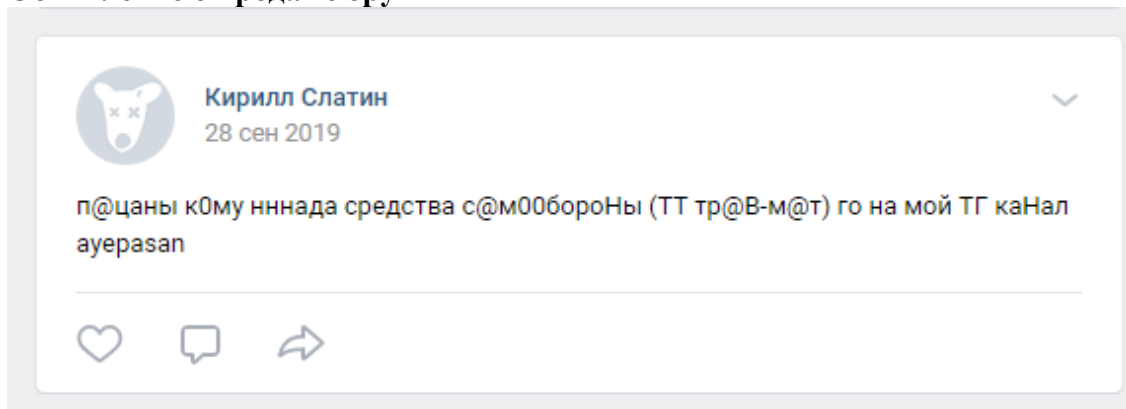 Кирилл Слатин
28 сен 2019
п@цаны к0му нннада средства с@м00бороНы (ТТ тр@В-м@т) го на мой ТГ каНал
ayepasan